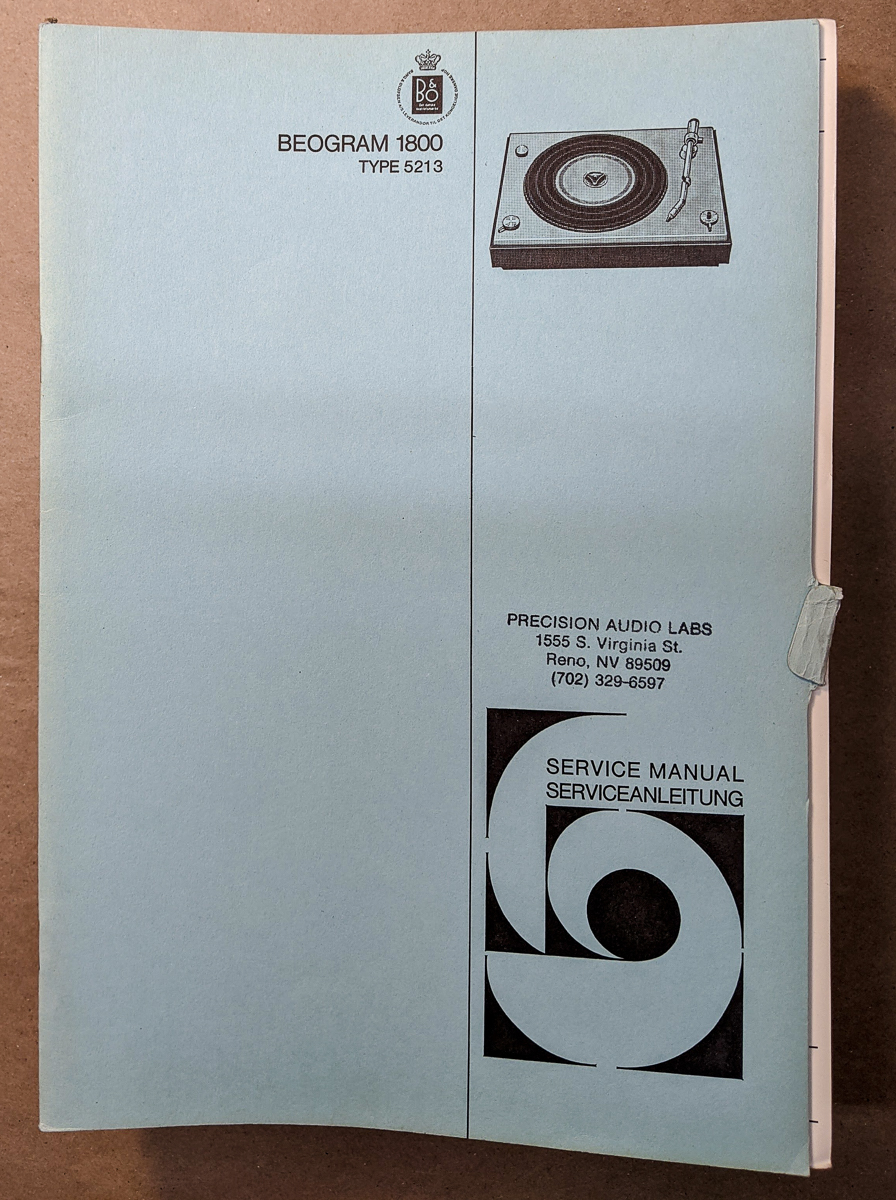 B&O
BEOGRAM 1800
TYPE 5213
PRECISION AUDIO LABS
1555 S. Virginia St.
Reno, NV 89509
(702) 329-6597
SERVICE MANUAL
SERVICEANLEITUNG